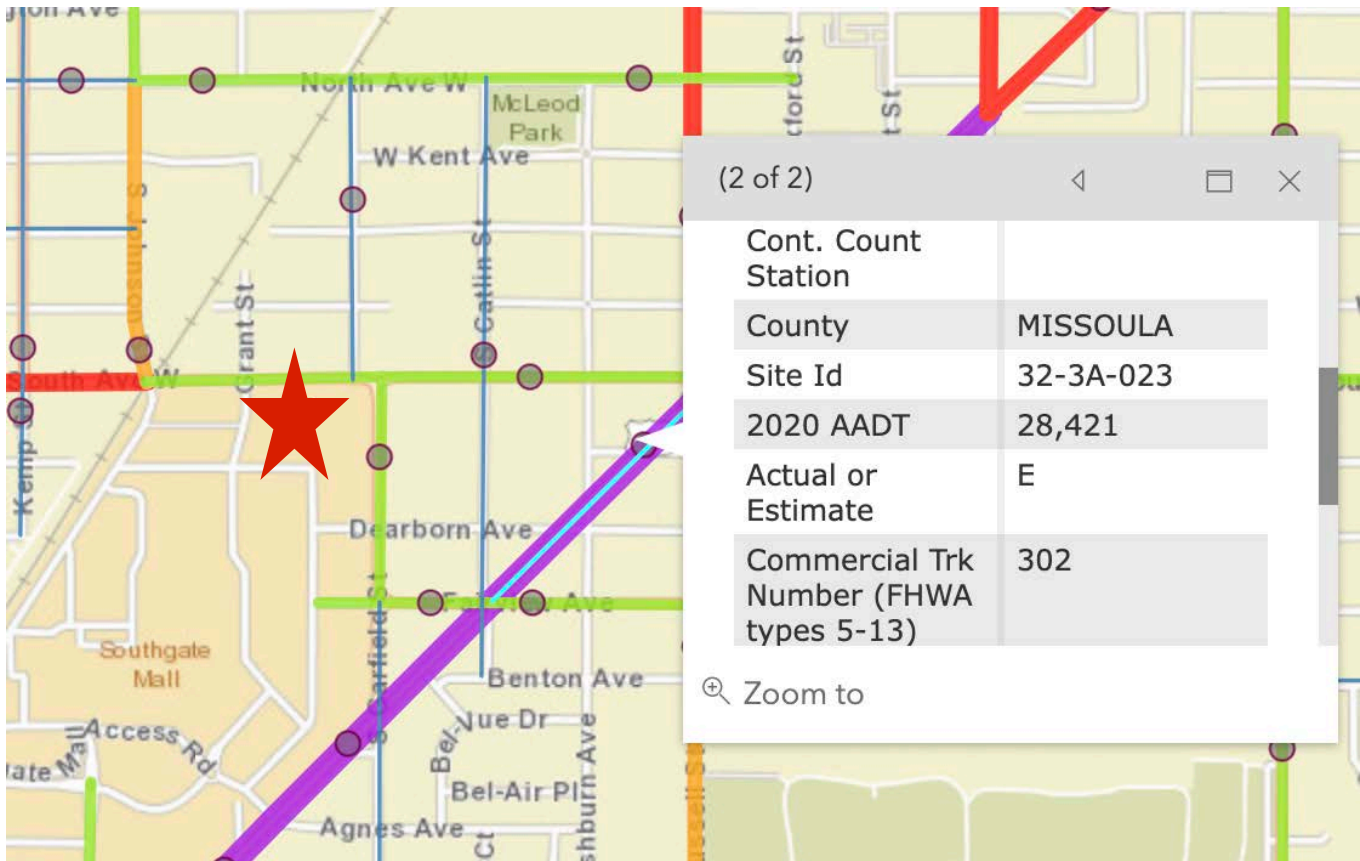 North Ave W
McLeod
Park
W Kent Ave
S Johnson
S Catlin St
Grant St
South Ave W
Kemp St
Dearborn Ave
Fairview Ave
S Garfield St
Southgate
Mall
Benton Ave
Access Rd
Bel-Air Pl
Agnes Ave
Ct
(2 of 2)
Cont. Count
Station
County MISSOULA
Site Id 32-3A-023
2020 AADT 28,421
Actual or E
Estimate
Commercial Trk 302
Number (FHWA
types 5-13)
Zoom to